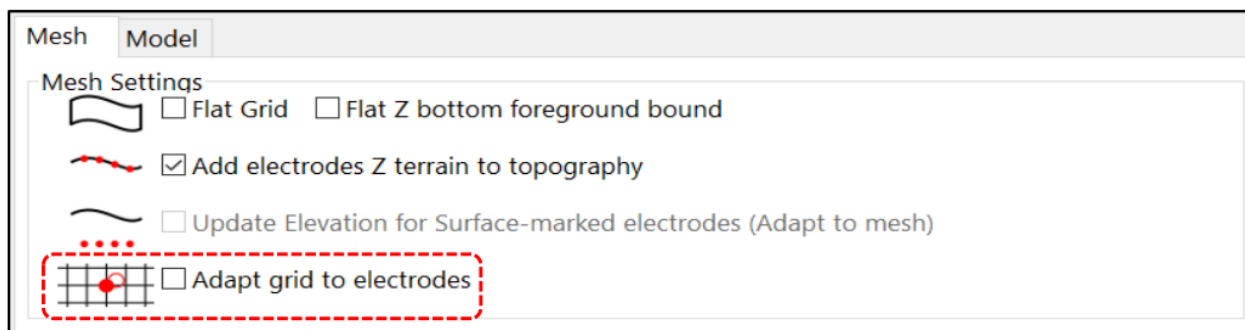 Mesh Model
Mesh Settings
Flat Grid Flat Z bottom foreground bound
Add electrodes Z terrain to topography
Update Elevation for Surface-marked electrodes (Adapt to mesh)
Adapt grid to electrodes